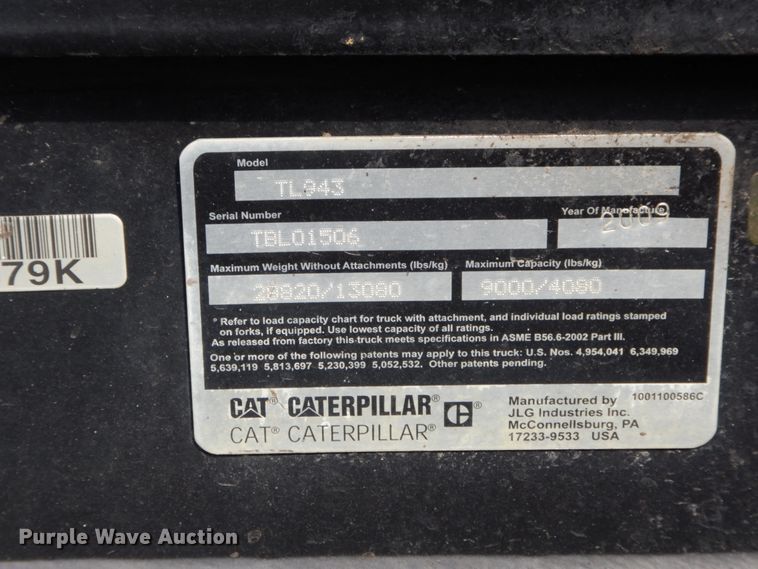 Model
TL943
Serial Number
Year Of Manufacture
TBL01506
2009
Maximum Weight Without Attachments (lbs/kg)
Maximum Capacity (lbs/kg)
28820/13080
9000/4080
79K
* Refer to load capacity chart for truck with attachment, and individual load ratings stamped
on forks, if equipped. Use lowest capacity of all ratings.
As released from factory this truck meets specifications in ASME B56.6-2002 Part III.
One or more of the following patents may apply to this truck: U.S. Nos. 4,954,041 6,349,969
5,639,119 5,813,697 5,230,399 5,052,532. Other patents pending.
CAT® CATERPILLAR® C®
CAT® CATERPILLAR®
Manufactured by 1001100586C
JLG Industries Inc.
McConnellsburg, PA
17233-9533 USA
Purple Wave Auction